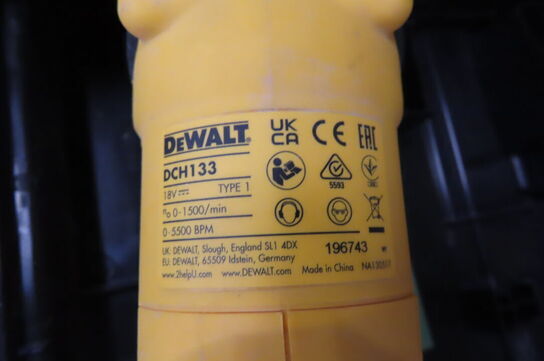 DEWALT® UK CA CE EAC
DCH133
18V ⎓ TYPE 1 5593
n₀ 0-1500/min
0-5500 BPM
UK: DEWALT, Slough, England SL1 4DX 196743
EU: DEWALT, 65509 Idstein, Germany
www.2helpU.com www.DEWALT.com Made in China